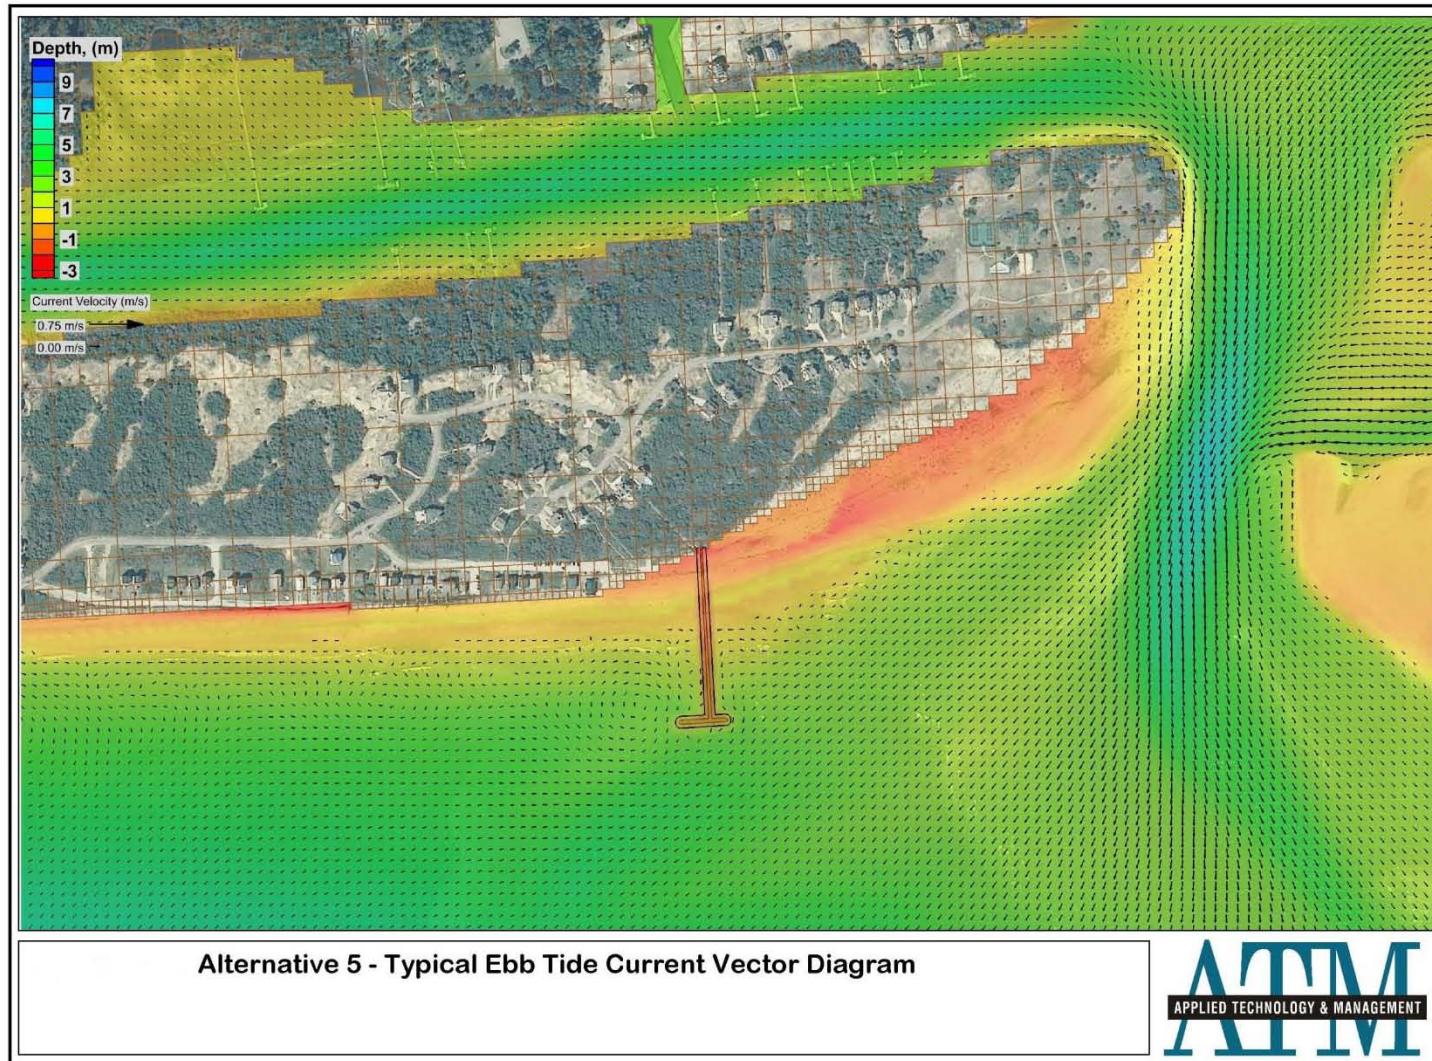 Depth, (m)
9
7
5
3
1
-1
-3
Current Velocity (m/s)
0.75 m/s
0.00 m/s
Alternative 5 - Typical Ebb Tide Current Vector Diagram
ATM
APPLIED TECHNOLOGY & MANAGEMENT